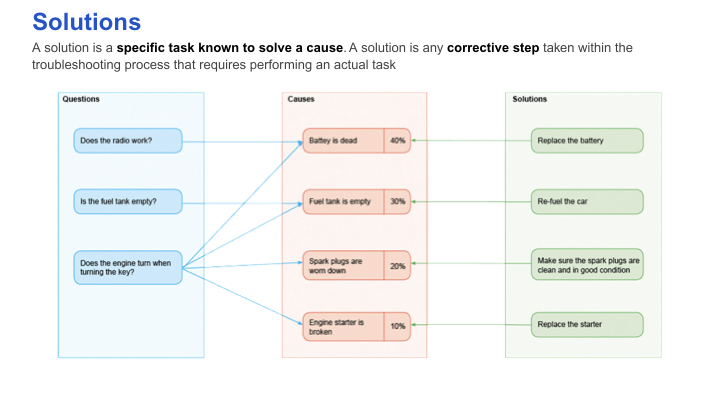 Solutions
A solution is a specific task known to solve a cause. A solution is any corrective step taken within the
troubleshooting process that requires performing an actual task
Questions
Does the radio work?
Is the fuel tank empty?
Does the engine turn when
turning the key?
Causes
Battey is dead
40%
Fuel tank is empty
30%
Spark plugs are
worn down
20%
Engine starter is
broken
10%
Solutions
Replace the battery
Re-fuel the car
Make sure the spark plugs are
clean and in good condition
Replace the starter